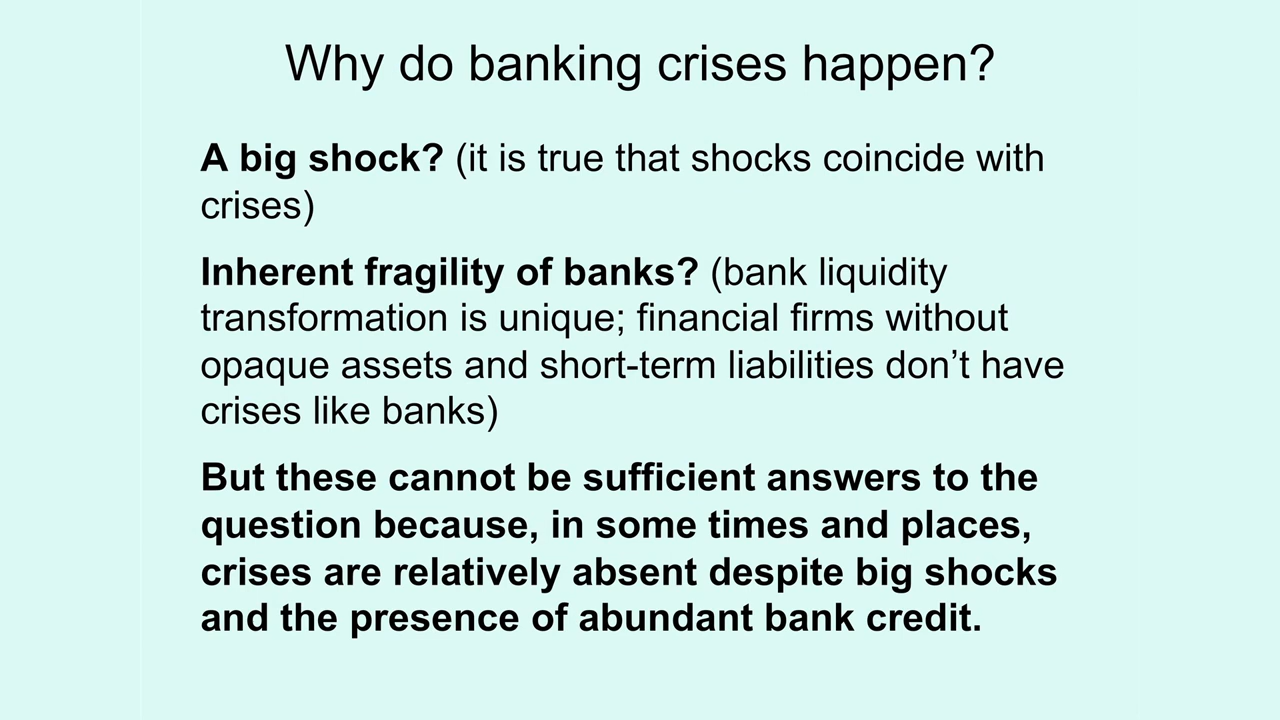 Why do banking crises happen?
A big shock? (it is true that shocks coincide with
crises)
Inherent fragility of banks? (bank liquidity
transformation is unique; financial firms without
opaque assets and short-term liabilities don’t have
crises like banks)
But these cannot be sufficient answers to the
question because, in some times and places,
crises are relatively absent despite big shocks
and the presence of abundant bank credit.